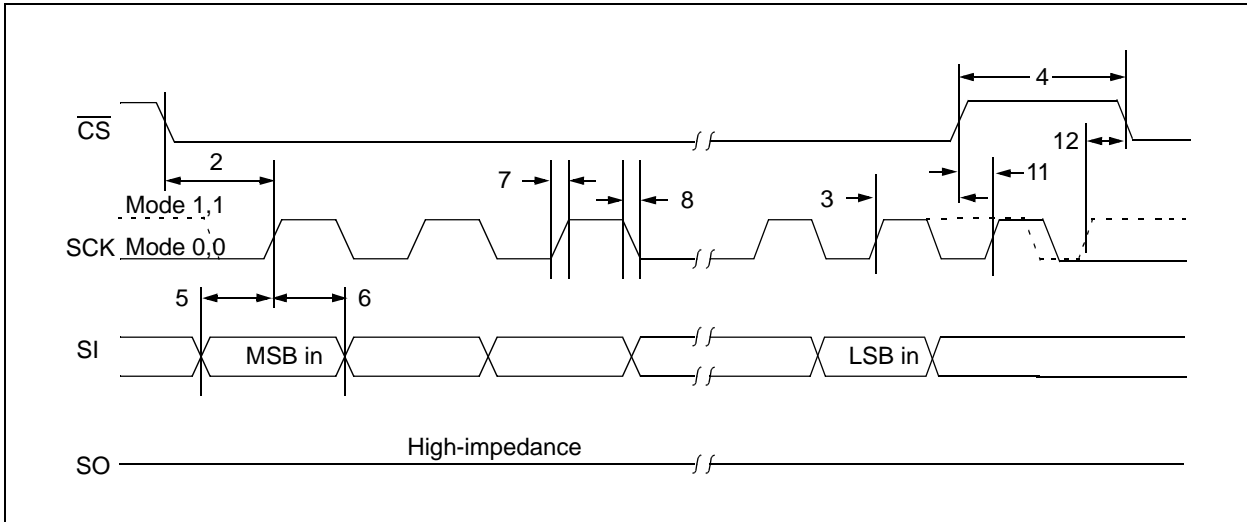 4
CS
12
2
11
7
8
3
Mode 1,1
SCK Mode 0,0
5
6
SI
MSB in
LSB in
High-impedance
SO